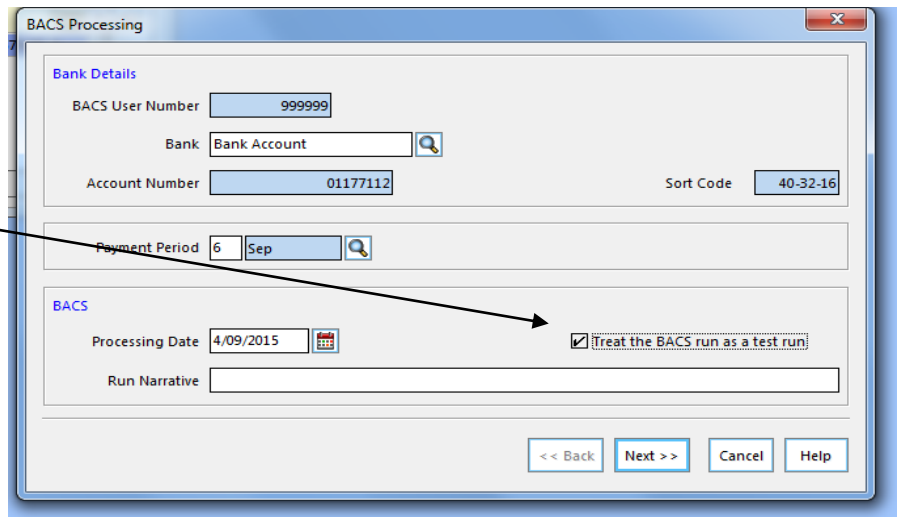 BACS Processing
Bank Details
BACS User Number 999999
Bank Bank Account
Account Number 01177112 Sort Code 40-32-16
Payment Period 6 Sep
BACS
Processing Date 4/09/2015 Treat the BACS run as a test run
Run Narrative
<< Back Next >> Cancel Help